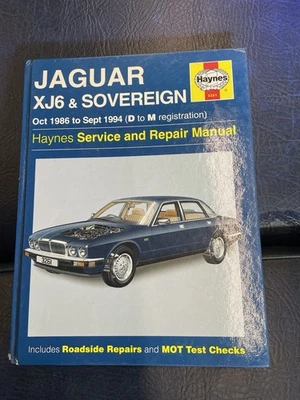 JAGUAR
Haynes
XJ6 & SOVEREIGN
Oct 1986 to Sept 1994 (D to M registration)
Haynes Service and Repair Manual
3261
Includes Roadside Repairs and MOT Test Checks